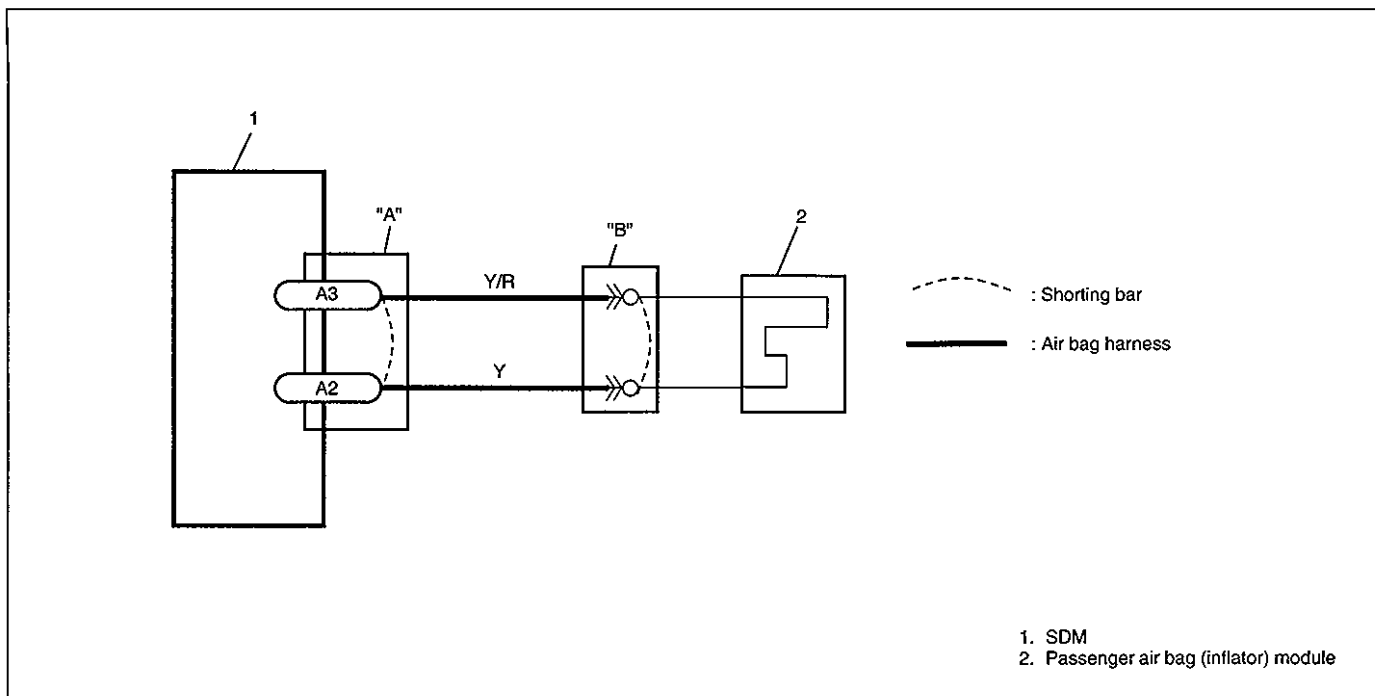 1
"A"
"B"
2
A3
Y/R
: Shorting bar
: Air bag harness
A2
Y
1. SDM
2. Passenger air bag (inflator) module